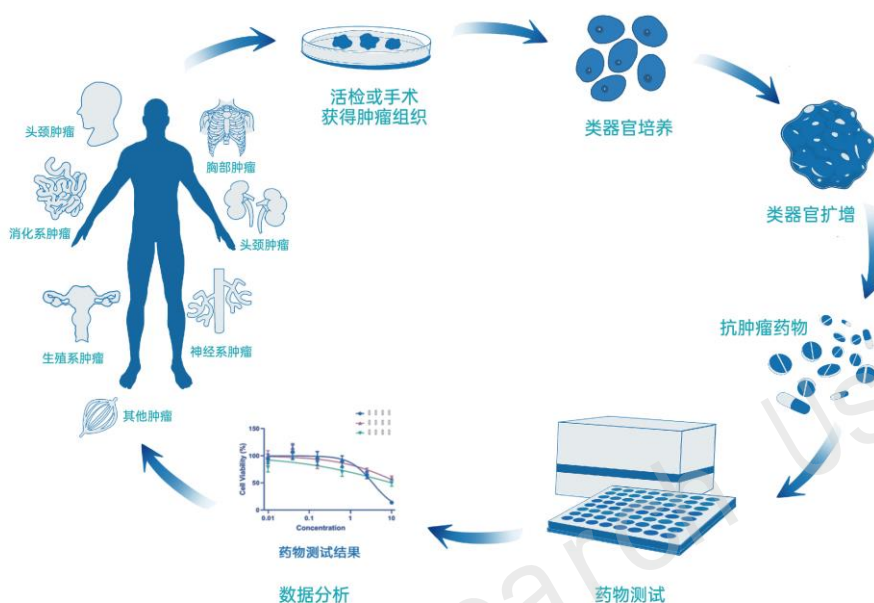 头颈肿瘤
胸部肿瘤
消化系肿瘤
头颈肿瘤
生殖系肿瘤
神经系肿瘤
其他肿瘤
活检或手术
获得肿瘤组织
类器官培养
类器官扩增
抗肿瘤药物
药物测试
Cell Viability (%)
150
100
50
0
0.01
0.1
1
10
Concentration
药物测试结果
数据分析